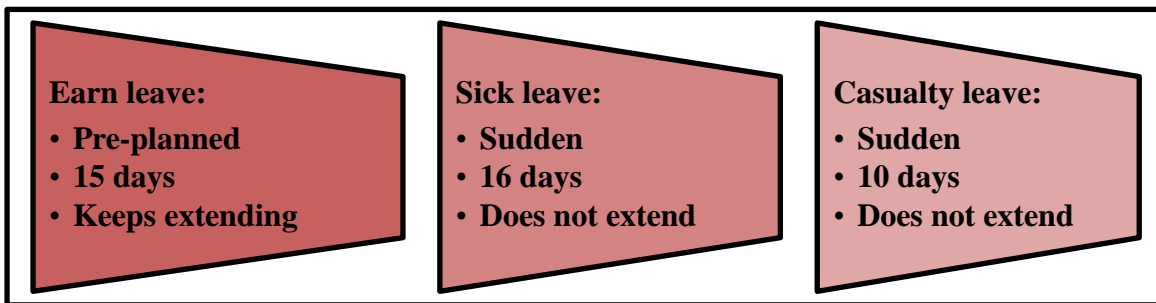 Earn leave:
• Pre-planned
• 15 days
• Keeps extending
Sick leave:
• Sudden
• 16 days
• Does not extend
Casualty leave:
• Sudden
• 10 days
• Does not extend